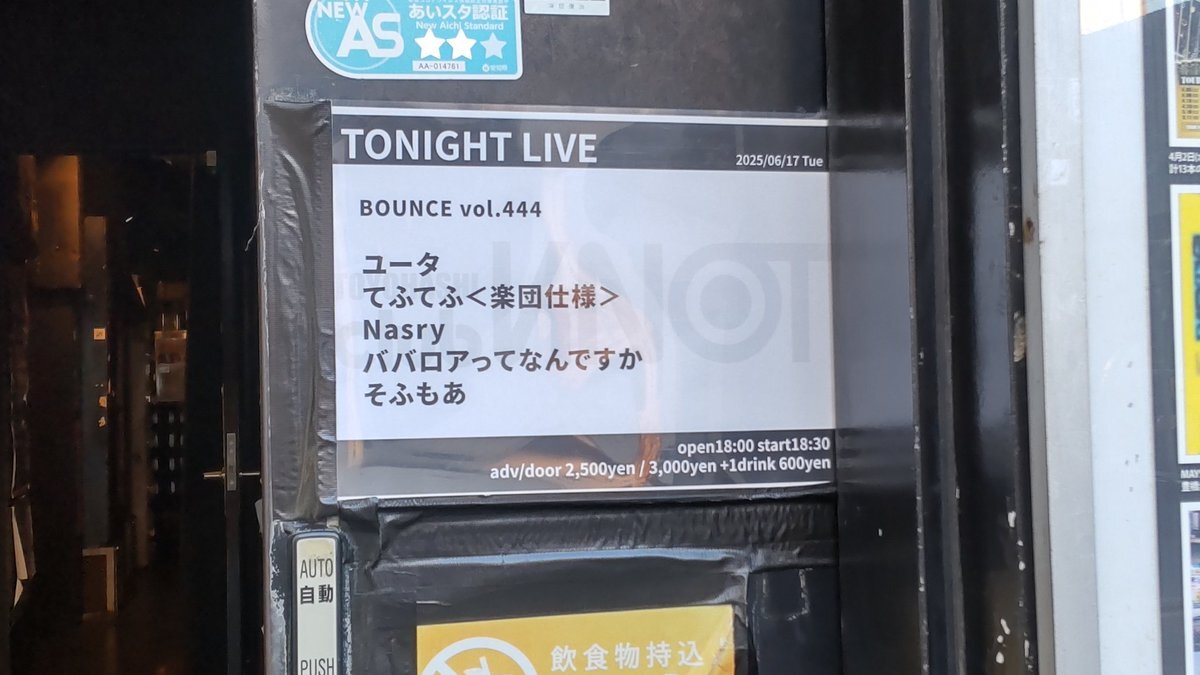 NEW
AS
あいスタ認証
New Aichi Standard
AA-014761
TONIGHT LIVE
2025/06/17 Tue
BOUNCE vol.444
ユータ
てふてふ＜楽団仕様＞
Nasry
ババロアってなんですか
そふもあ
KNOT
open18:00 start18:30
adv/door 2,500yen / 3,000yen +1drink 600yen
AUTO
自動
PUSH
飲食物持込